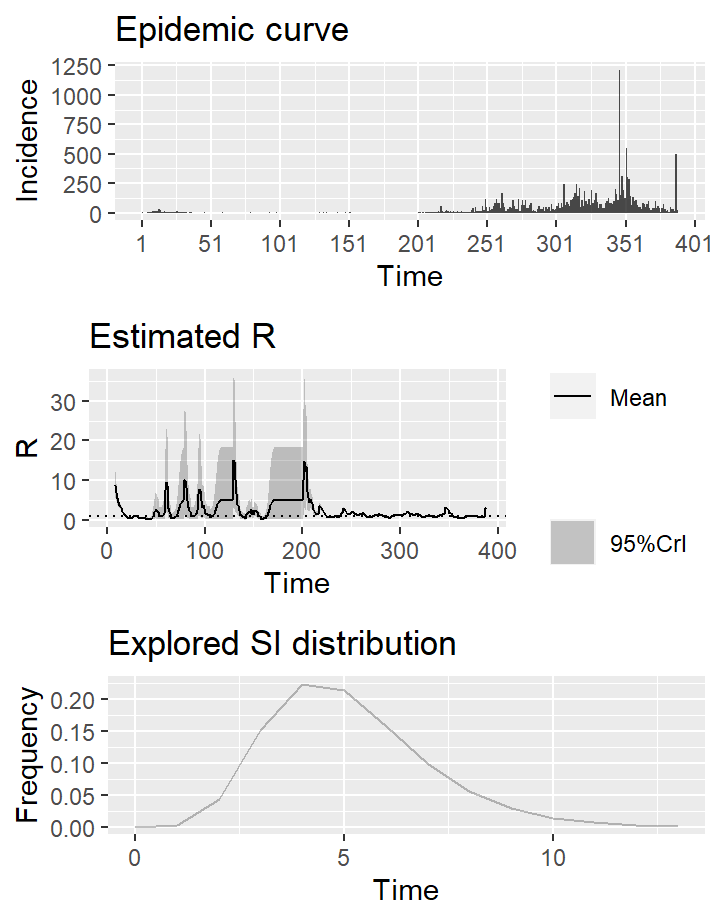 Epidemic curve
Incidence
1250
1000
750
500
250
0
1 51 101 151 201 251 301 351 401
Time
Estimated R
R
30
20
10
0
0 100 200 300 400
Time
Mean
95%CrI
Explored SI distribution
Frequency
0.20
0.15
0.10
0.05
0.00
0 5 10
Time